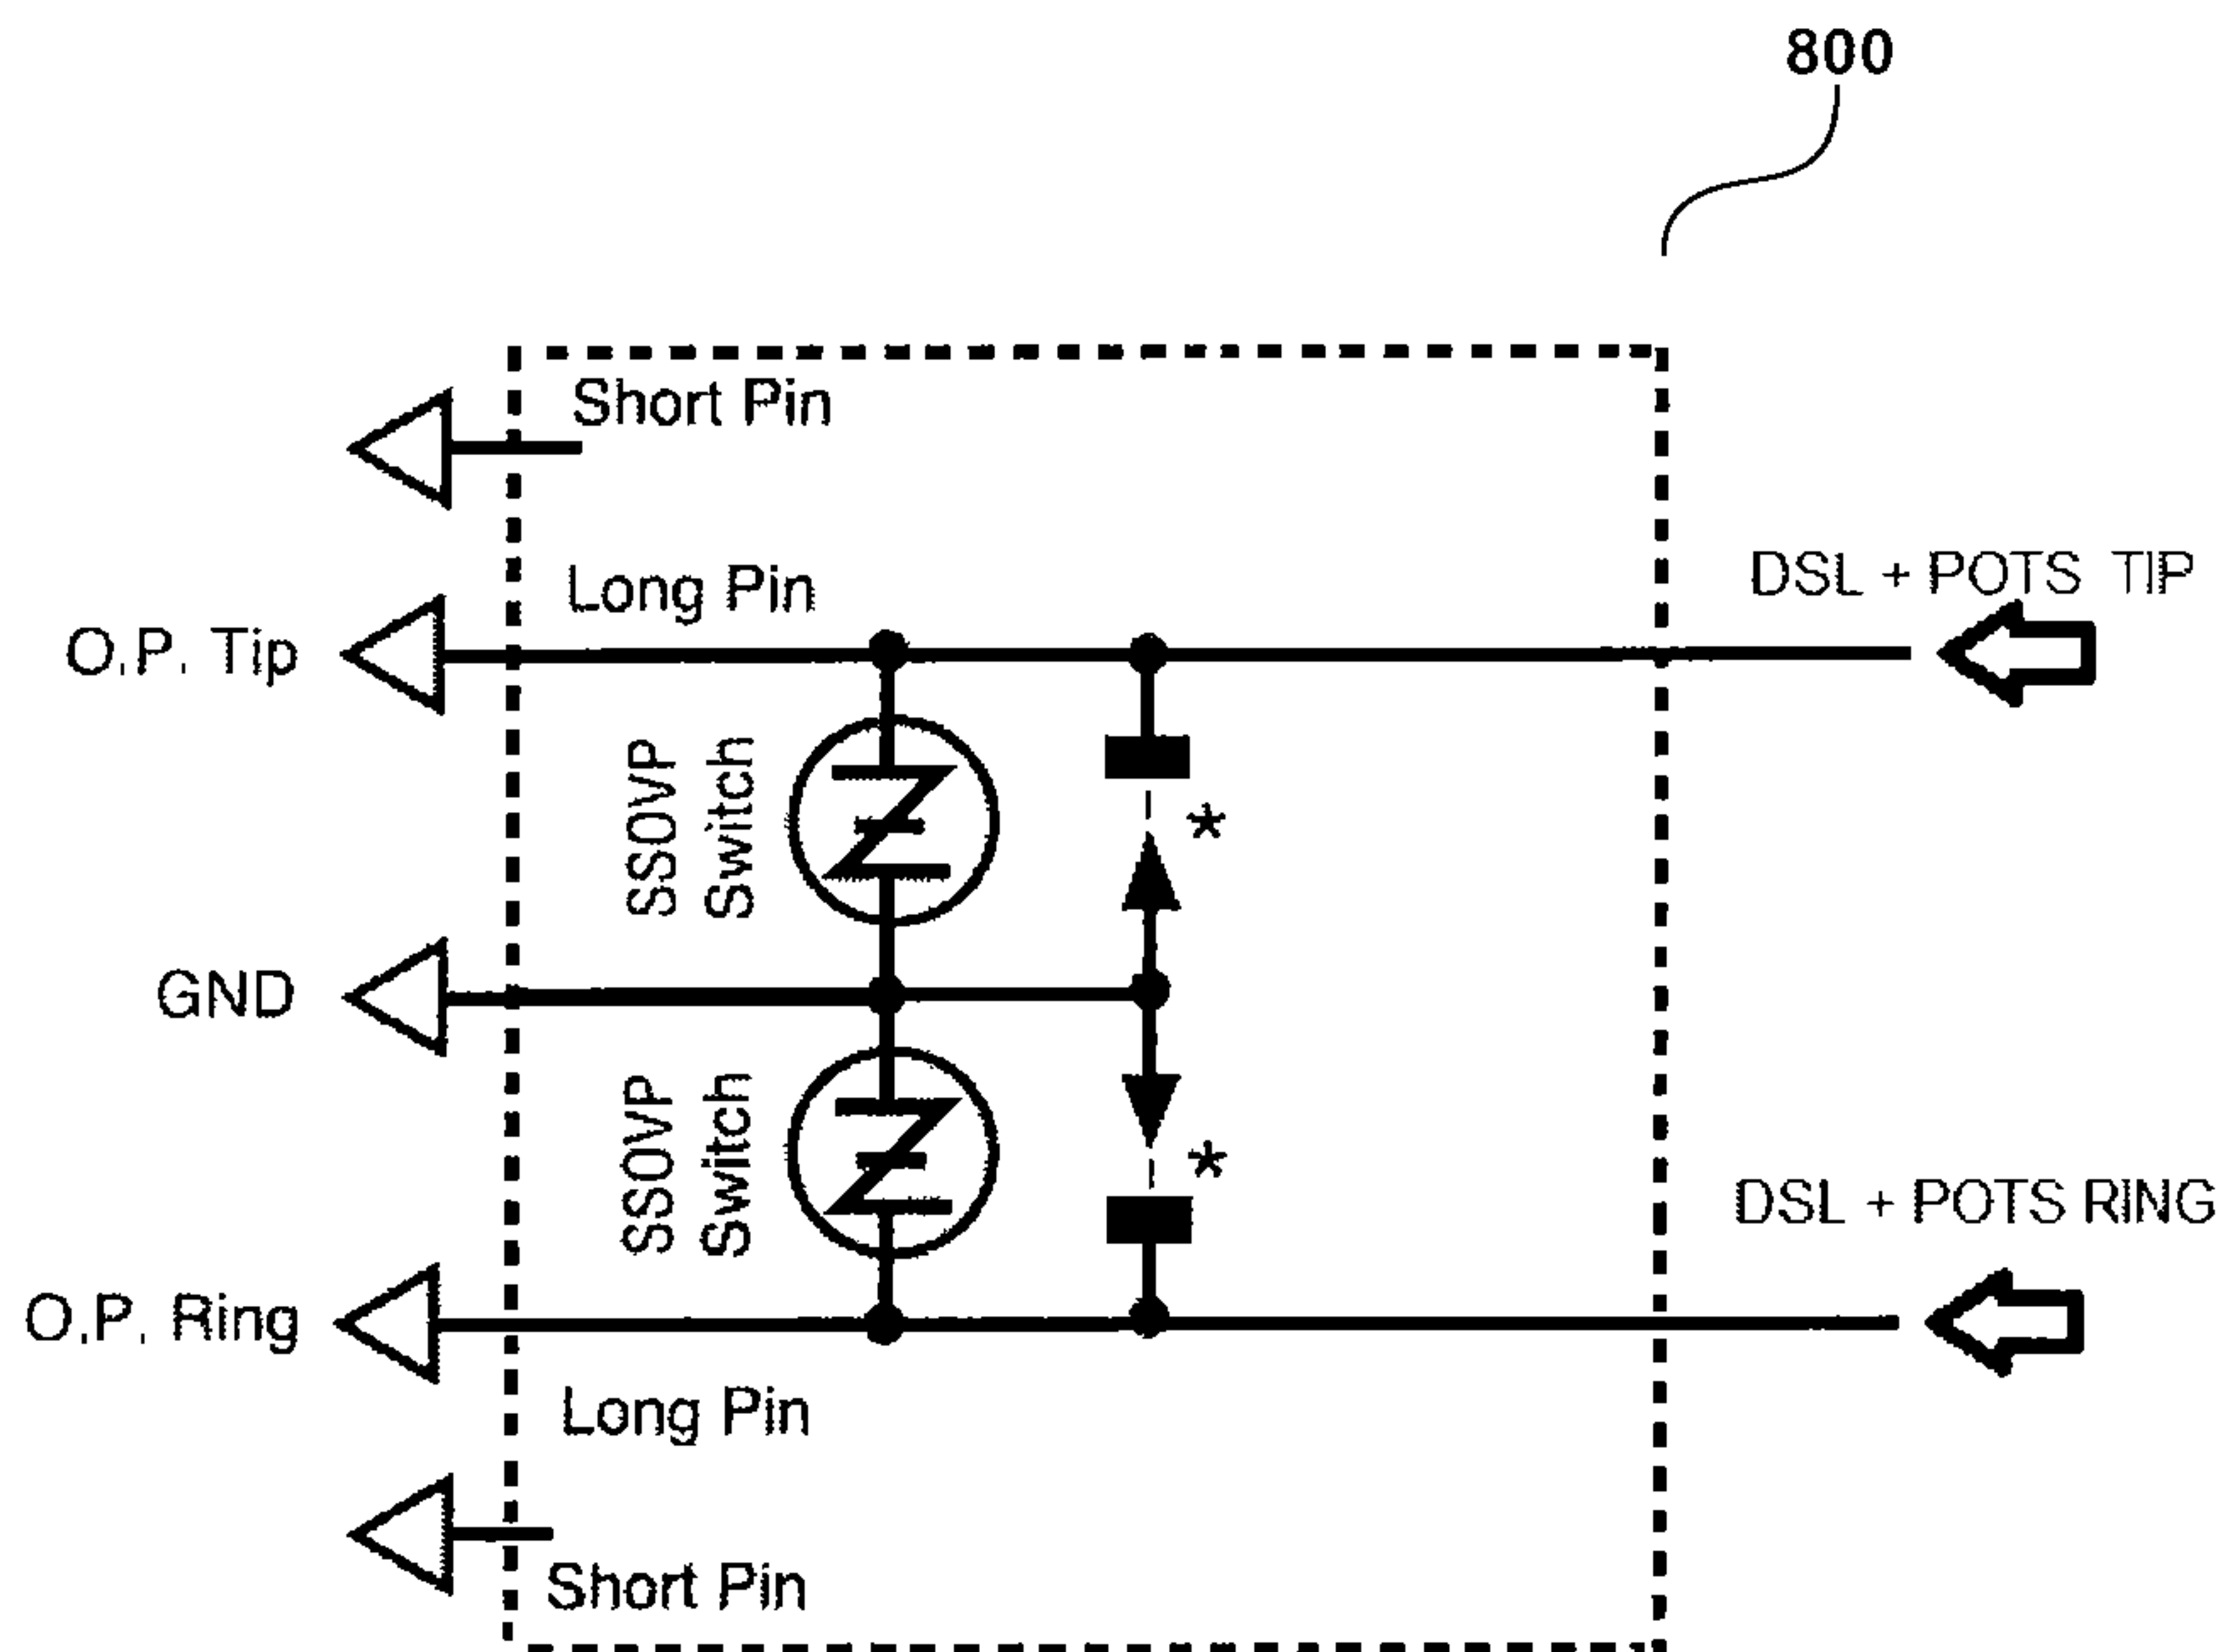 800
Short Pin
Long Pin
DSL + POTS TIP
O.P. Tip
SSOVP
Switch
*
GND
SSOVP
Switch
*
DSL + POTS RING
O.P. Ring
Long Pin
Short Pin